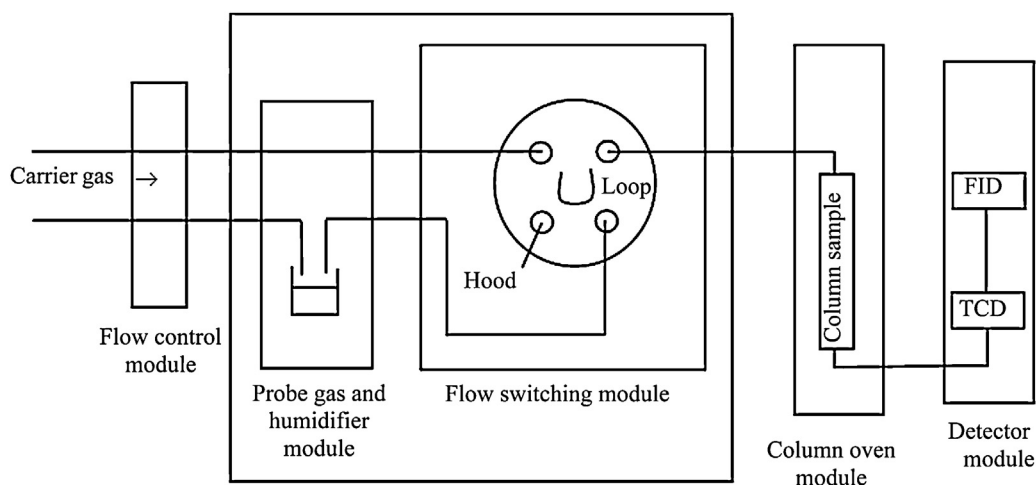 Carrier gas →
Flow control
module
Probe gas and
humidifier
module
Loop
Hood
Flow switching module
Column sample
Column oven
module
FID
TCD
Detector
module